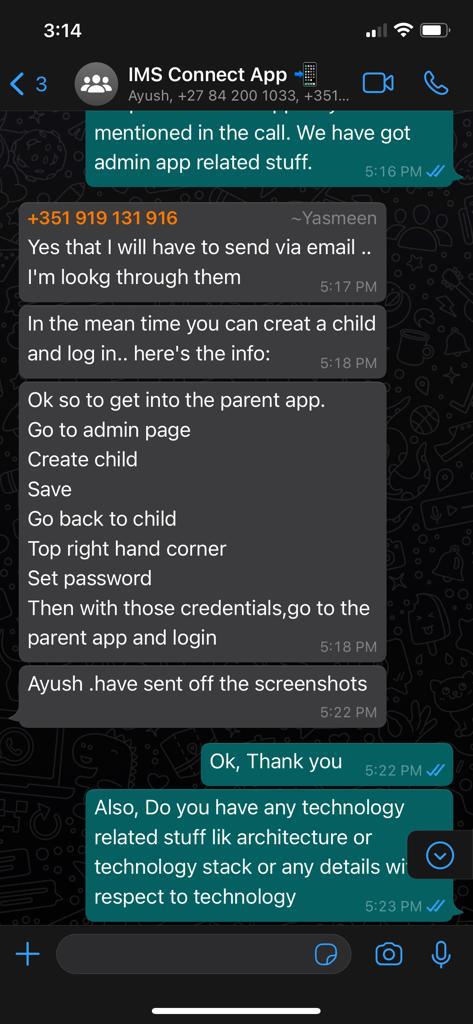 3:14
3
IMS Connect App
Ayush, +27 84 200 1033, +351...
mentioned in the call. We have got
admin app related stuff.
5:16 PM
+351 919 131 916 ~Yasmeen
Yes that I will have to send via email ..
I'm lookg through them
5:17 PM
In the mean time you can creat a child
and log in.. here's the info:
5:18 PM
Ok so to get into the parent app.
Go to admin page
Create child
Save
Go back to child
Top right hand corner
Set password
Then with those credentials,go to the
parent app and login
5:18 PM
Ayush .have sent off the screenshots
5:22 PM
Ok, Thank you
5:22 PM
Also, Do you have any technology
related stuff lik architecture or
technology stack or any details wi
respect to technology
5:23 PM